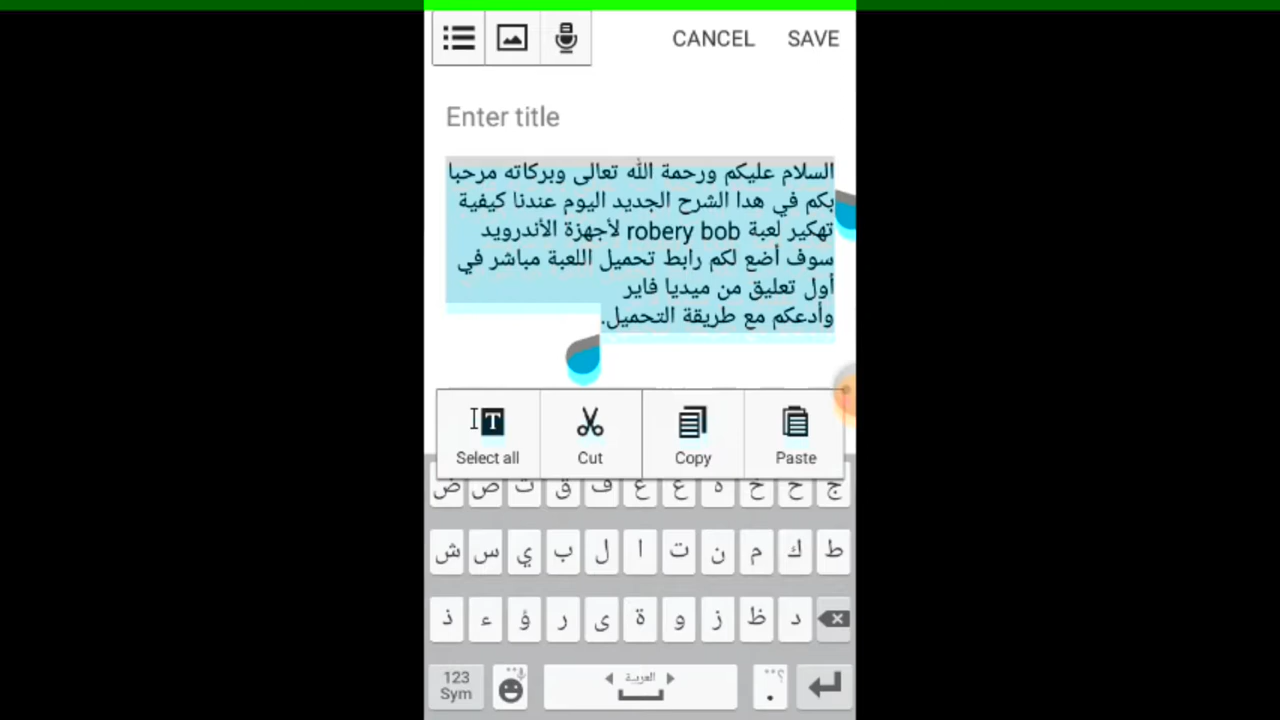 CANCEL SAVE
Enter title
السلام عليكم ورحمة الله تعالى وبركاته مرحبا
بكم في هدا الشرح الجديد اليوم عندنا كيفية
تهكير لعبة robery bob لأجهزة الأندرويد
سوف أضع لكم رابط تحميل اللعبة مباشر في
أول تعليق من ميديا فاير
وأدعكم مع طريقة التحميل.
Select all Cut Copy Paste
ض ص ث ق ف غ ع ه خ ح ج
ش س ي ب ل ا ت ن م ك ط
ذ ء ؤ ر ى ة و ز ظ د
123 العربية . ؟
Sym